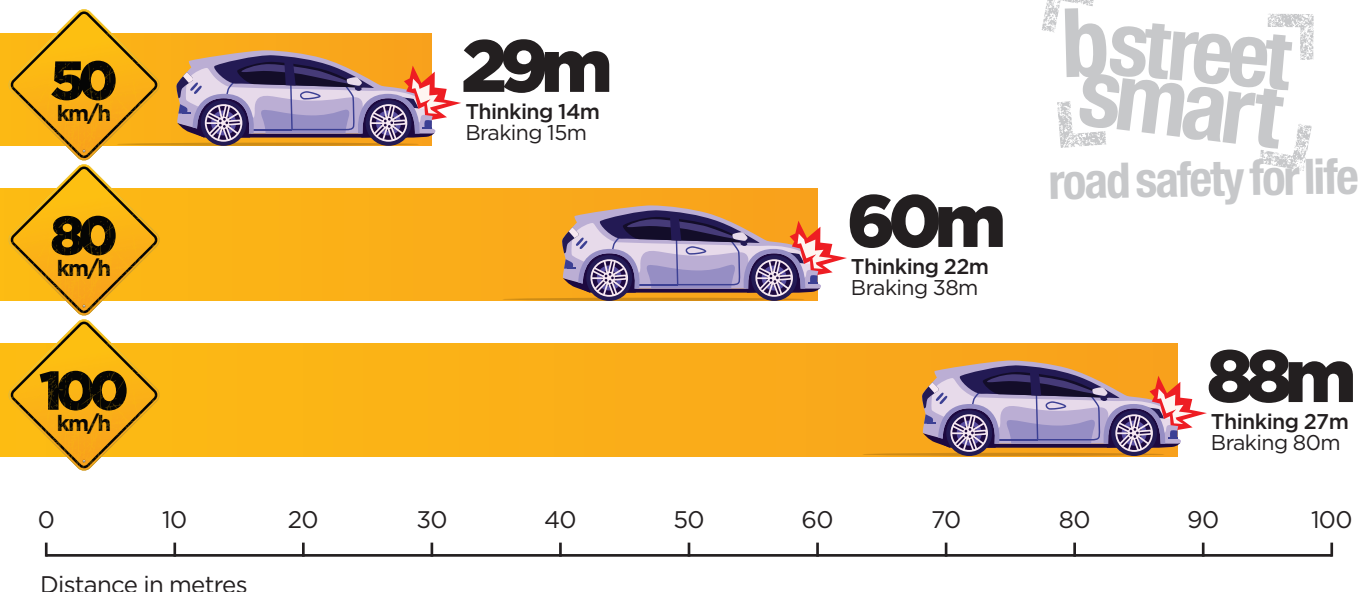 bstreet
smart
road safety for life
50
km/h
29m
Thinking 14m
Braking 15m
80
km/h
60m
Thinking 22m
Braking 38m
100
km/h
88m
Thinking 27m
Braking 80m
0 10 20 30 40 50 60 70 80 90 100
Distance in metres